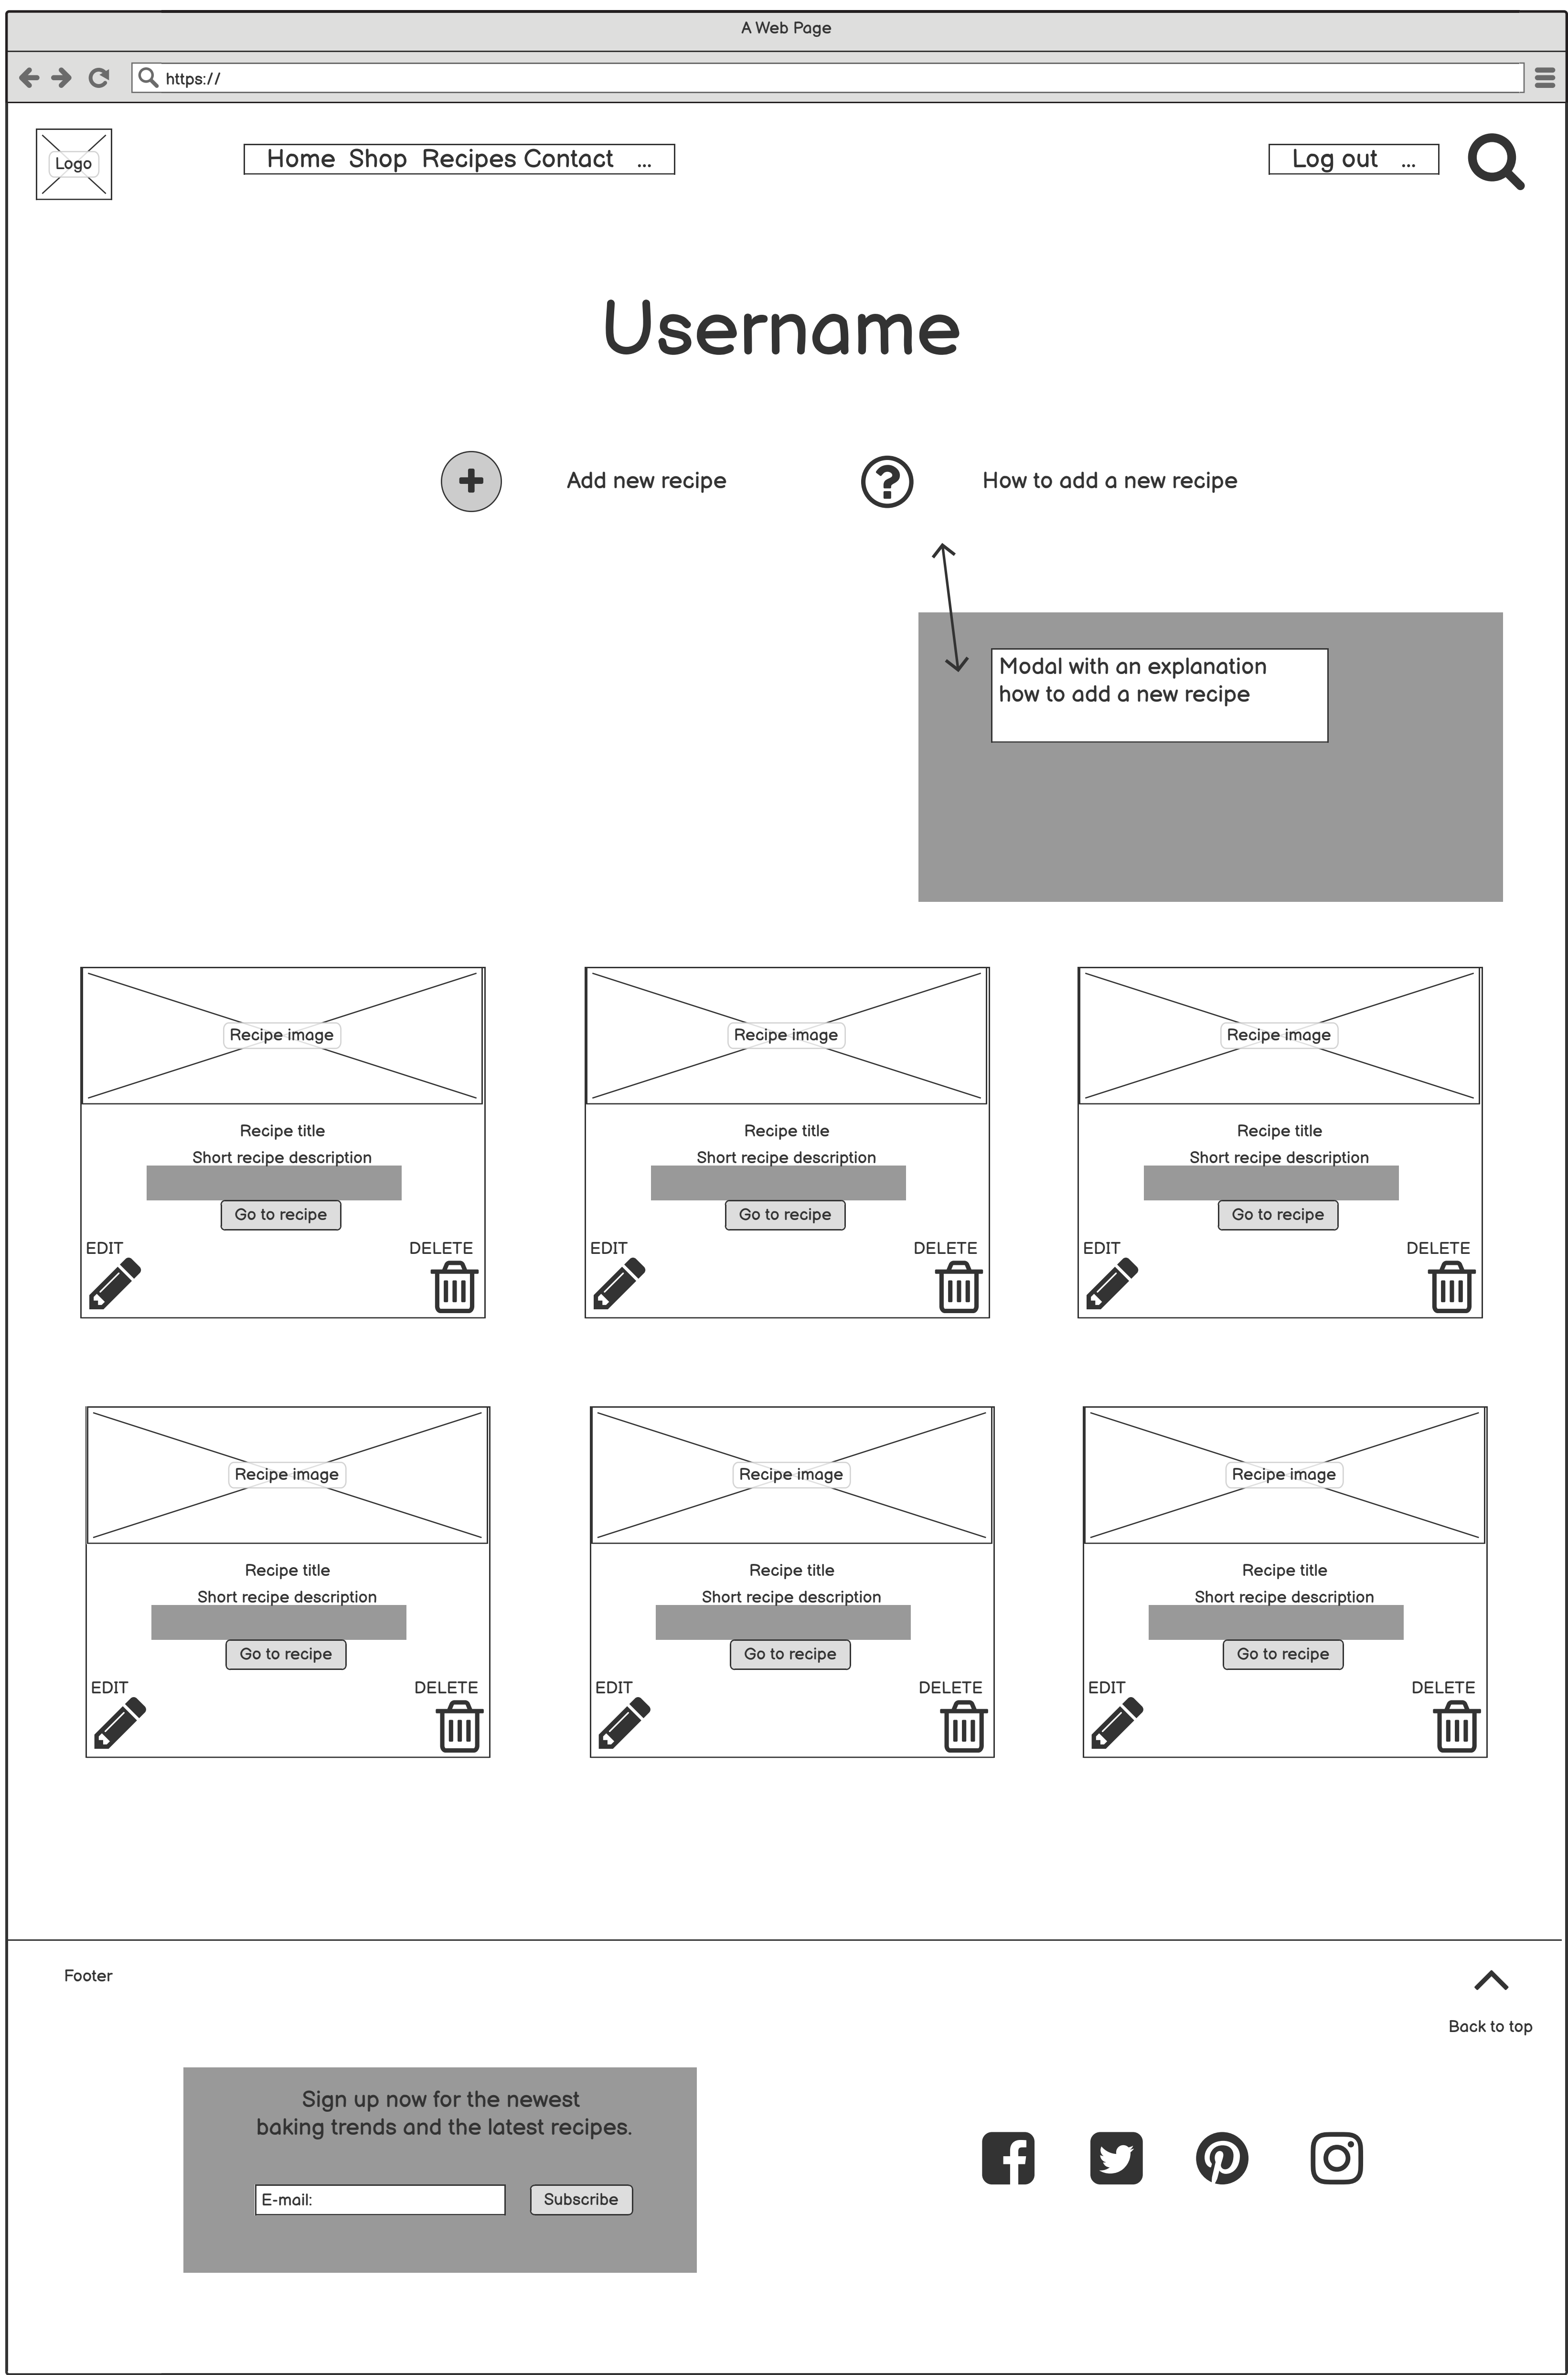 A Web Page
https://
Logo
Home Shop Recipes Contact ...
Log out ...
Username
Add new recipe
How to add a new recipe
Modal with an explanation
how to add a new recipe
Recipe image
Recipe title
Short recipe description
Go to recipe
EDIT
DELETE
Recipe image
Recipe title
Short recipe description
Go to recipe
EDIT
DELETE
Recipe image
Recipe title
Short recipe description
Go to recipe
EDIT
DELETE
Recipe image
Recipe title
Short recipe description
Go to recipe
EDIT
DELETE
Recipe image
Recipe title
Short recipe description
Go to recipe
EDIT
DELETE
Recipe image
Recipe title
Short recipe description
Go to recipe
EDIT
DELETE
Footer
Back to top
Sign up now for the newest
baking trends and the latest recipes.
E-mail:
Subscribe